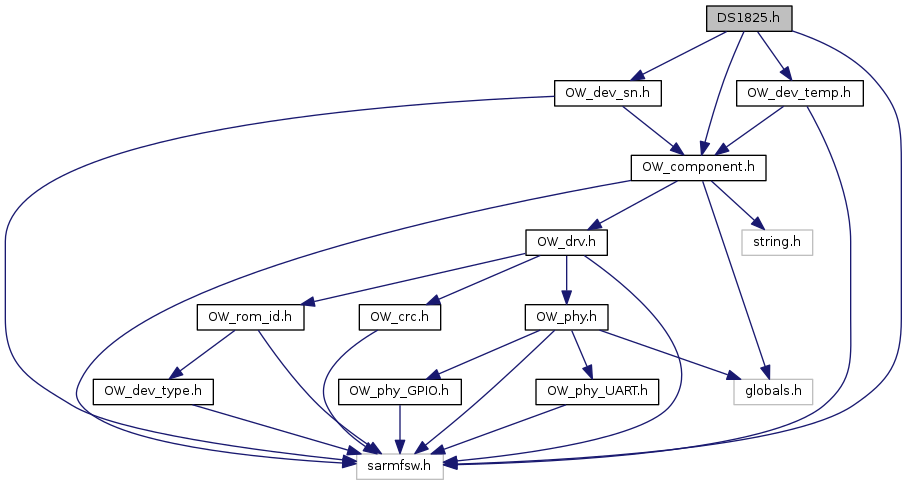 DS1825.h
OW_dev_sn.h
OW_dev_temp.h
OW_component.h
OW_drv.h
string.h
OW_rom_id.h
OW_crc.h
OW_phy.h
OW_dev_type.h
OW_phy_GPIO.h
OW_phy_UART.h
globals.h
sarmfsw.h